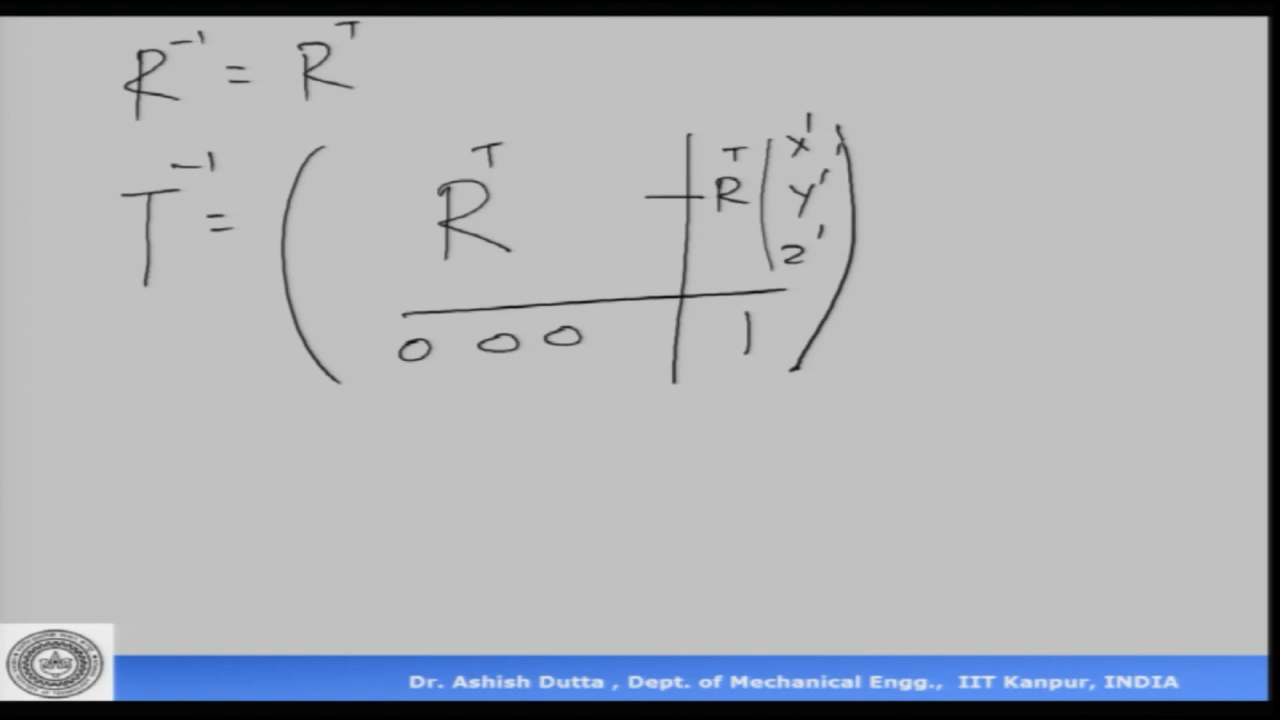 R⁻¹ = Rᵀ
T⁻¹ = ( Rᵀ | -Rᵀ ( x' y' z' ) )
0 0 0 | 1
Dr. Ashish Dutta , Dept. of Mechanical Engg., IIT Kanpur, INDIA